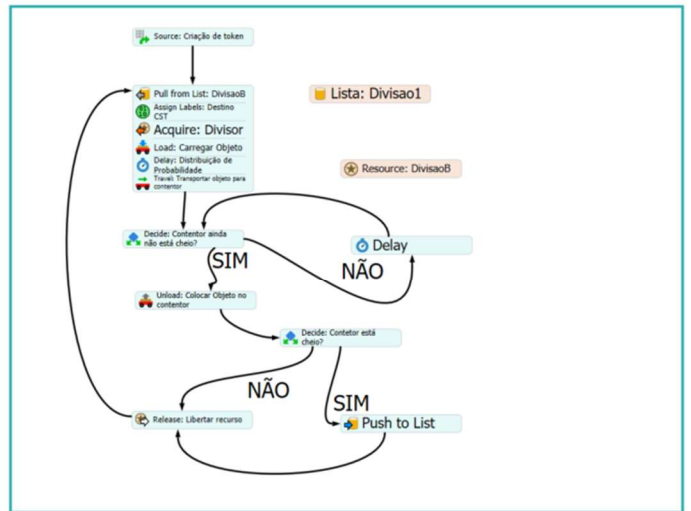 Source: Criação de token
Pull from List: DivisaoB
Lista: Divisao1
Assign Labels: Destino
CST
Acquire: Divisor
Load: Carregar Objeto
Delay: Distribuição de
Probabilidade
Resource: DivisaoB
Travel: Transportar objeto para
contentor
Decide: Contentor ainda
não está cheio?
Delay
SIM
NÃO
Unload: Colocar Objeto no
contentor
Decide: Contetor está
cheio?
NÃO
SIM
Release: Libertar recurso
Push to List